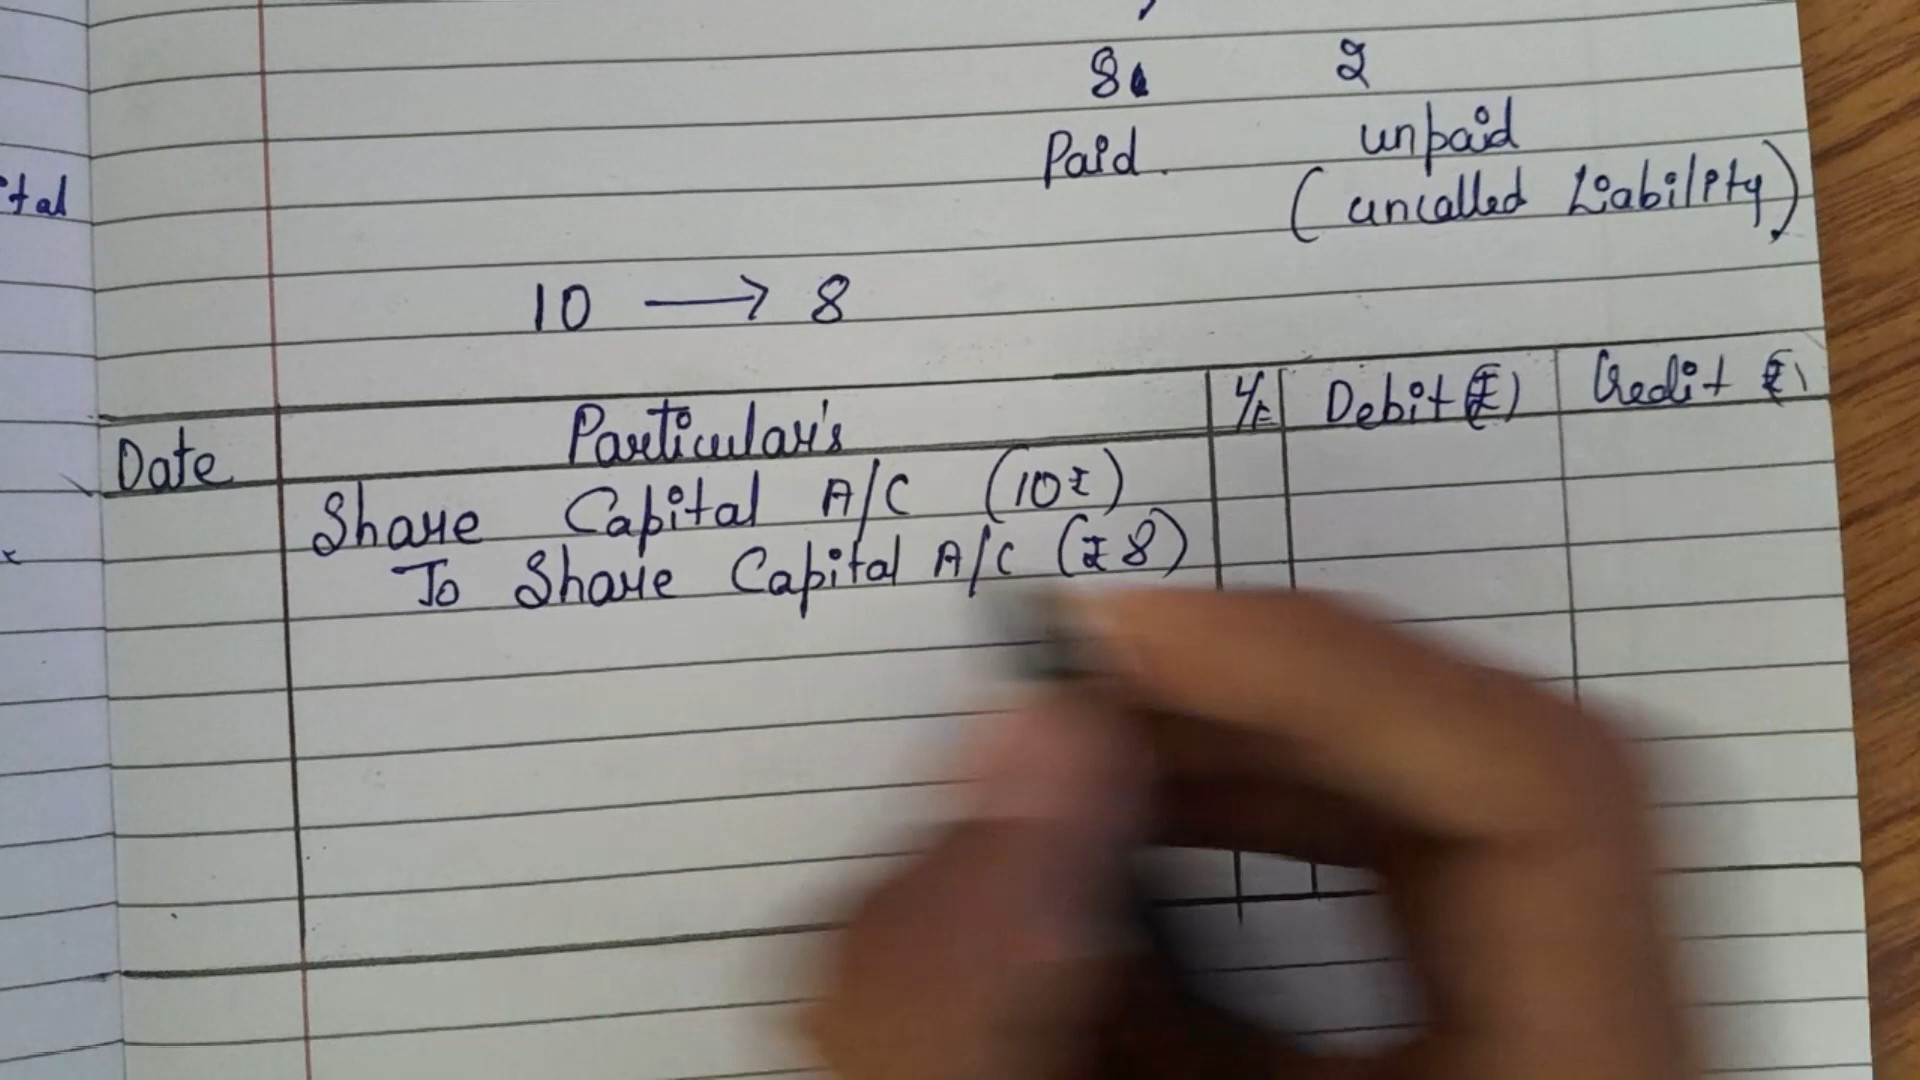 8 2
Paid. unpaid
(uncalled Liability)
tal
10 → 8
Date Particular's L/F Debit (₹) Credit (₹)
Share Capital A/C (10₹)
To Share Capital A/C (₹8)